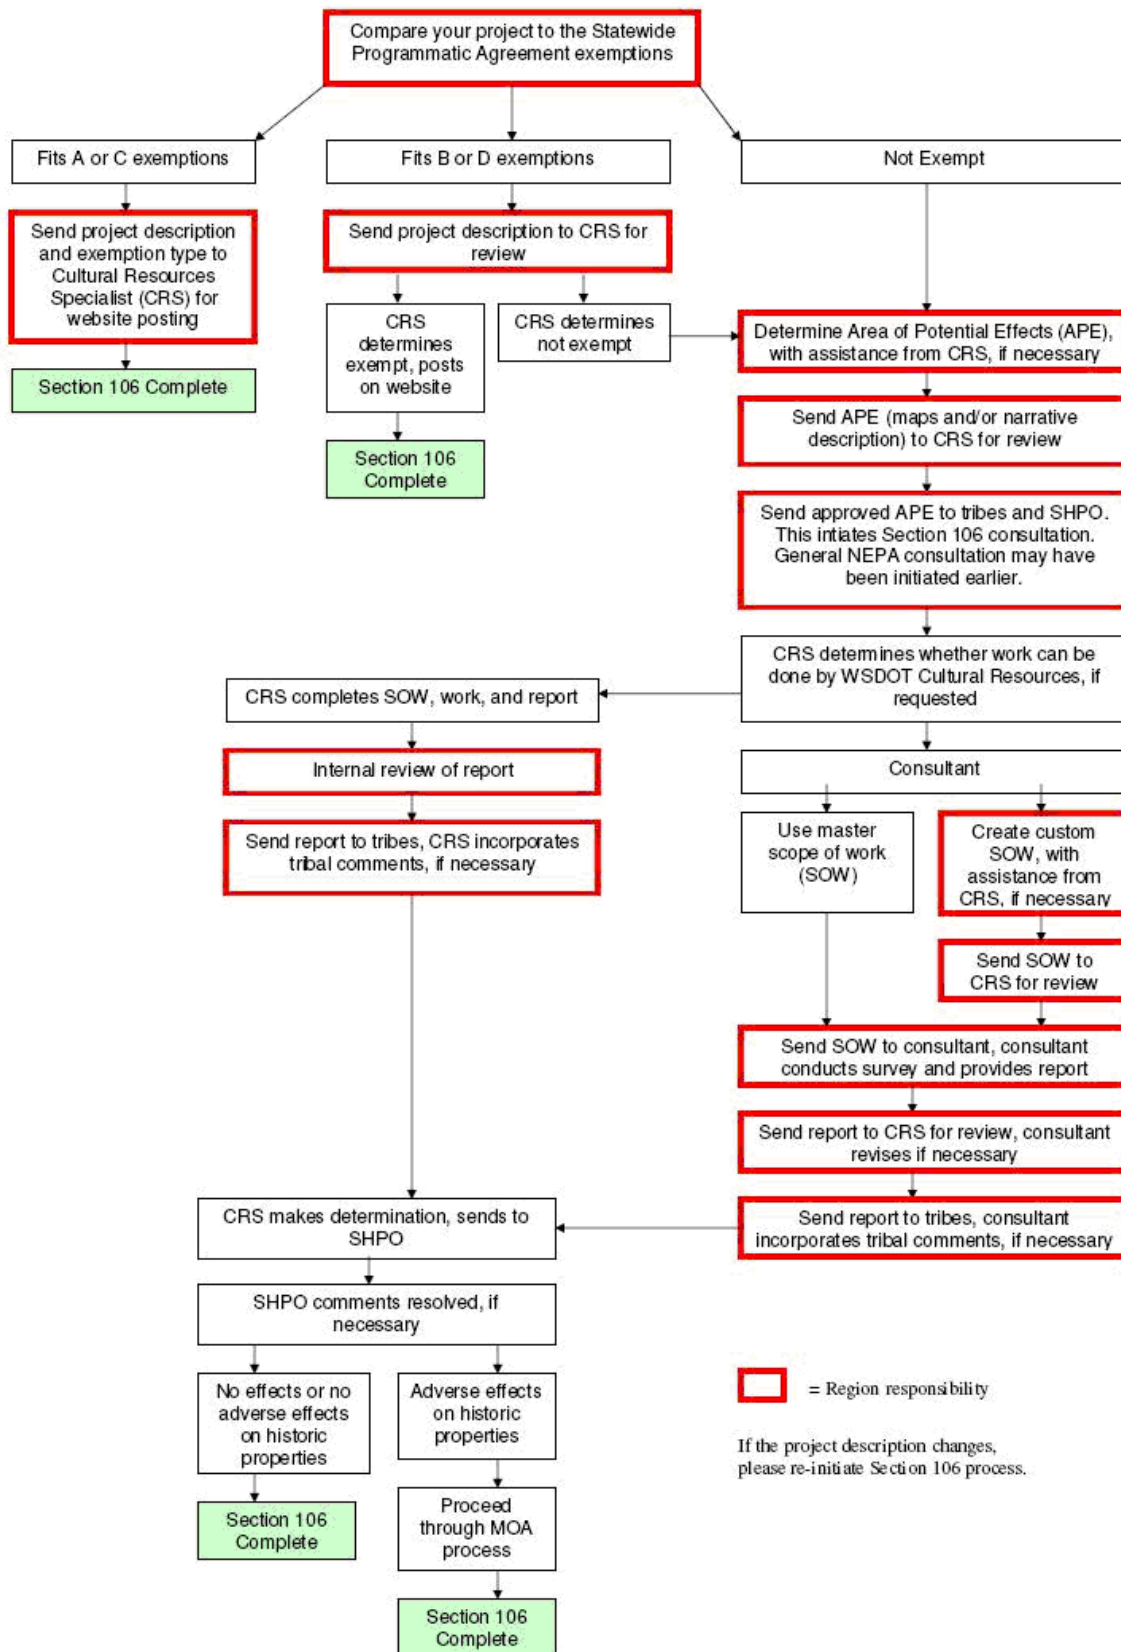 Compare your project to the Statewide
Programmatic Agreement exemptions
Fits A or C exemptions
Fits B or D exemptions
Not Exempt
Send project description
and exemption type to
Cultural Resources
Specialist (CRS) for
website posting
Send project description to CRS for
review
CRS
determines
exempt, posts
on website
CRS determines
not exempt
Determine Area of Potential Effects (APE),
with assistance from CRS, if necessary
Section 106 Complete
Section 106
Complete
Send APE (maps and/or narrative
description) to CRS for review
Send approved APE to tribes and SHPO.
This intiates Section 106 consultation.
General NEPA consultation may have
been initiated earlier.
CRS determines whether work can be
done by WSDOT Cultural Resources, if
requested
CRS completes SOW, work, and report
Internal review of report
Send report to tribes, CRS incorporates
tribal comments, if necessary
Consultant
Use master
scope of work
(SOW)
Create custom
SOW, with
assistance from
CRS, if necessary
Send SOW to
CRS for review
Send SOW to consultant, consultant
conducts survey and provides report
Send report to CRS for review, consultant
revises if necessary
Send report to tribes, consultant
incorporates tribal comments, if necessary
CRS makes determination, sends to
SHPO
SHPO comments resolved, if
necessary
No effects or no
adverse effects
on historic
properties
Adverse effects
on historic
properties
Section 106
Complete
Proceed
through MOA
process
Section 106
Complete
= Region responsibility
If the project description changes,
please re-initiate Section 106 process.